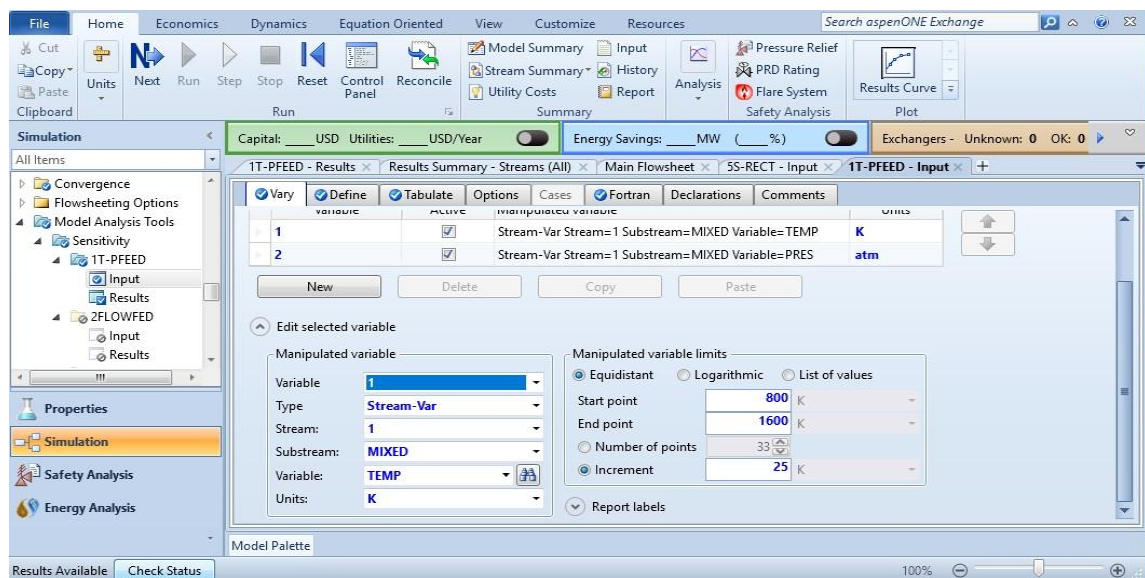 File Home Economics Dynamics Equation Oriented View Customize Resources Search aspenONE Exchange
Cut
Copy
Paste
Clipboard
Units
Next Run Step Stop Reset Control Panel Reconcile
Run
Model Summary Input
Stream Summary History
Utility Costs Report
Summary
Analysis
Pressure Relief
PRD Rating
Flare System
Safety Analysis
Results Curve
Plot
Simulation
Capital: ____ USD Utilities: ____ USD/Year
Energy Savings: ____ MW ( ____ %)
Exchangers - Unknown: 0 OK: 0
All Items
Convergence
Flowsheeting Options
Model Analysis Tools
Sensitivity
1T-PFEED
Input
Results
2FLOWFED
Input
Results
Properties
Simulation
Safety Analysis
Energy Analysis
1T-PFEED - Results Results Summary - Streams (All) Main Flowsheet 5S-RECT - Input 1T-PFEED - Input +
Vary Define Tabulate Options Cases Fortran Declarations Comments
Variable Active Manipulated variable Units
1 Stream-Var Stream=1 Substream=MIXED Variable=TEMP K
2 Stream-Var Stream=1 Substream=MIXED Variable=PRES atm
New Delete Copy Paste
Edit selected variable
Manipulated variable
Variable 1
Type Stream-Var
Stream: 1
Substream: MIXED
Variable: TEMP
Units: K
Manipulated variable limits
Equidistant Logarithmic List of values
Start point 800 K
End point 1600 K
Number of points 33
Increment 25 K
Report labels
Model Palette
Results Available Check Status 100%